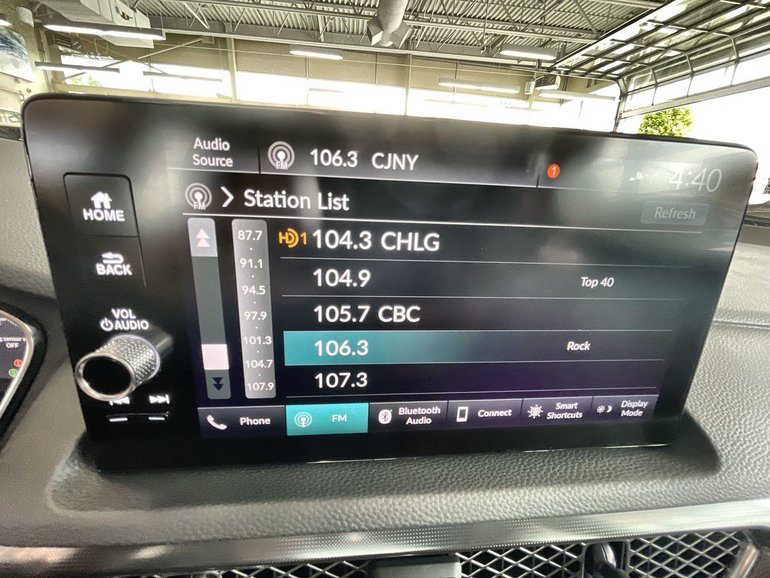 Audio Source
FM
106.3 CJNY
1
4:40
HOME
FM
Station List
Refresh
87.7
91.1
94.5
97.9
101.3
104.7
107.9
HD1 104.3 CHLG
104.9 Top 40
105.7 CBC
106.3 Rock
107.3
BACK
VOL
AUDIO
Phone
FM
Bluetooth Audio
Connect
Smart Shortcuts
Display Mode